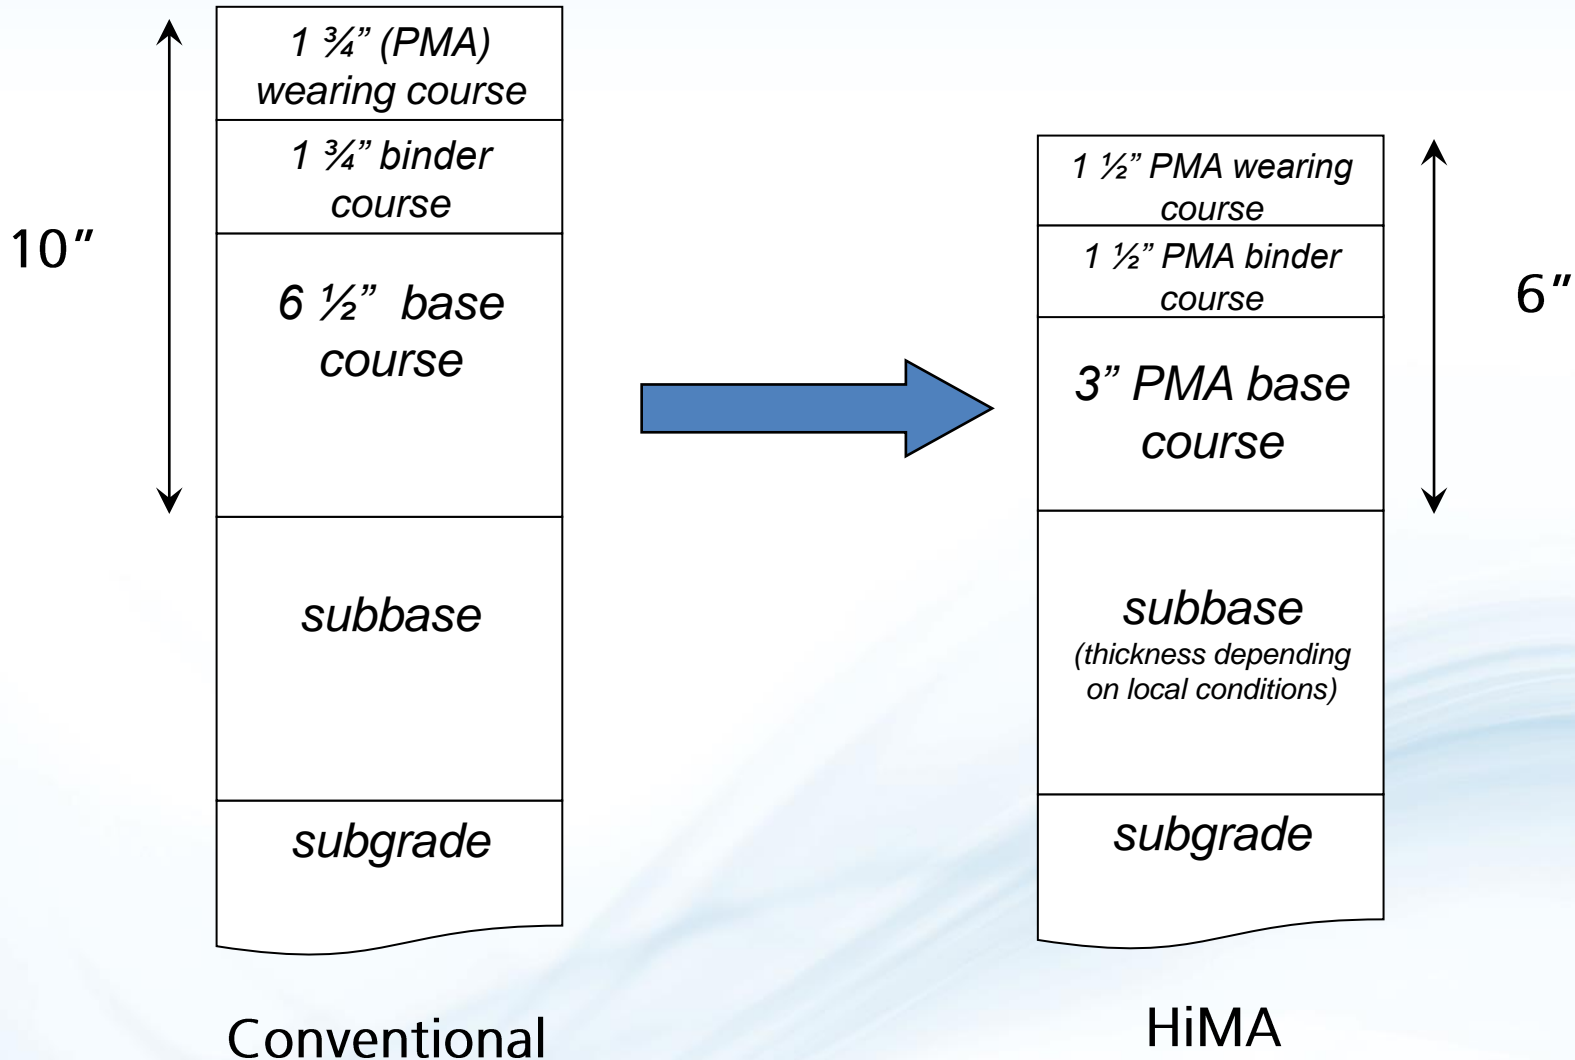 10”
1 ¾” (PMA)
wearing course
1 ¾” binder
course
6 ½” base
course
subbase
subgrade
Conventional
1 ½” PMA wearing
course
1 ½” PMA binder
course
3” PMA base
course
subbase
(thickness depending
on local conditions)
subgrade
HiMA
6”